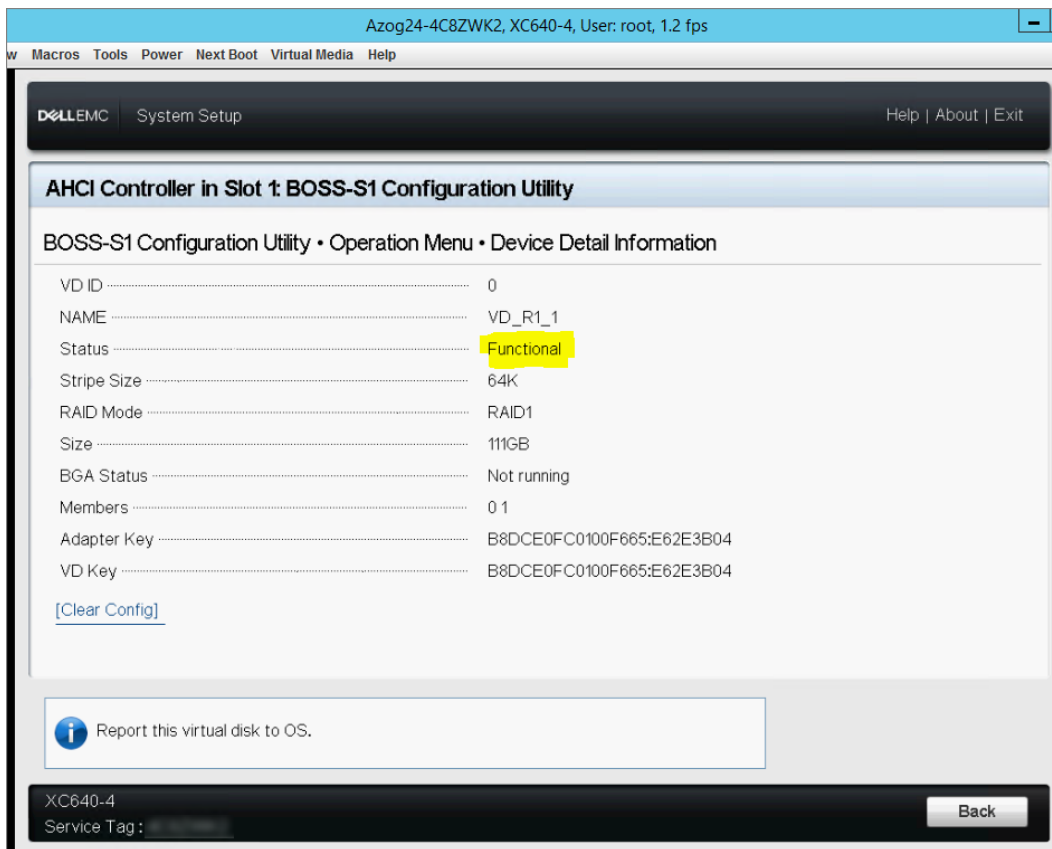 Azog24-4C8ZWK2, XC640-4, User: root, 1.2 fps
w Macros Tools Power Next Boot Virtual Media Help
DELLEMC System Setup Help | About | Exit
AHCI Controller in Slot 1: BOSS-S1 Configuration Utility
BOSS-S1 Configuration Utility • Operation Menu • Device Detail Information
VD ID 0
NAME VD_R1_1
Status Functional
Stripe Size 64K
RAID Mode RAID1
Size 111GB
BGA Status Not running
Members 0 1
Adapter Key B8DCE0FC0100F665:E62E3B04
VD Key B8DCE0FC0100F665:E62E3B04
[Clear Config]
Report this virtual disk to OS.
XC640-4
Service Tag :
Back